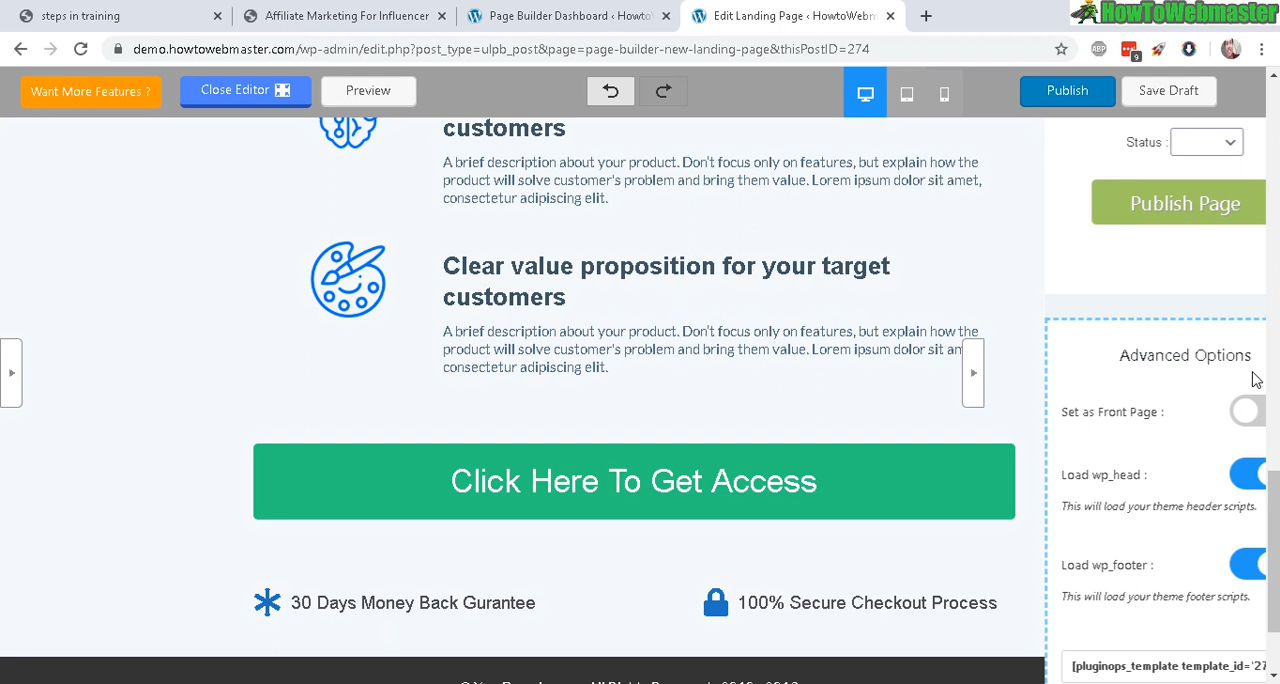 HowToWebmaster
steps in training
Affiliate Marketing For Influencer
Page Builder Dashboard ‹ Howto
Edit Landing Page ‹ HowtoWebm
demo.howtowebmaster.com/wp-admin/edit.php?post_type=ulpb_post&page=page-builder-new-landing-page&thisPostID=274
ABP
9
Want More Features ?
Close Editor
Preview
Publish
Save Draft
customers
A brief description about your product. Don't focus only on features, but explain how the
product will solve customer's problem and bring them value. Lorem ipsum dolor sit amet,
consectetur adipiscing elit.
Clear value proposition for your target
customers
A brief description about your product. Don't focus only on features, but explain how the
product will solve customer's problem and bring them value. Lorem ipsum dolor sit am
consectetur adipiscing elit.
Click Here To Get Access
30 Days Money Back Gurantee
100% Secure Checkout Process
Status :
Publish Page
Advanced Options
Set as Front Page :
Load wp_head :
This will load your theme header scripts.
Load wp_footer :
This will load your theme footer scripts.
[pluginops_template template_id='27